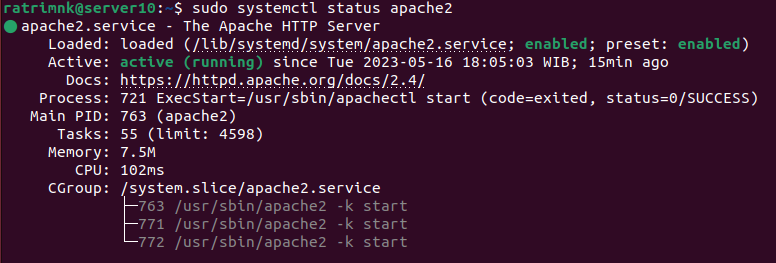 ratrimnk@server10:~$ sudo systemctl status apache2
● apache2.service - The Apache HTTP Server
     Loaded: loaded (/lib/systemd/system/apache2.service; enabled; preset: enabled)
     Active: active (running) since Tue 2023-05-16 18:05:03 WIB; 15min ago
       Docs: https://httpd.apache.org/docs/2.4/
    Process: 721 ExecStart=/usr/sbin/apachectl start (code=exited, status=0/SUCCESS)
   Main PID: 763 (apache2)
      Tasks: 55 (limit: 4598)
     Memory: 7.5M
        CPU: 102ms
     CGroup: /system.slice/apache2.service
             ├─763 /usr/sbin/apache2 -k start
             ├─771 /usr/sbin/apache2 -k start
             └─772 /usr/sbin/apache2 -k start